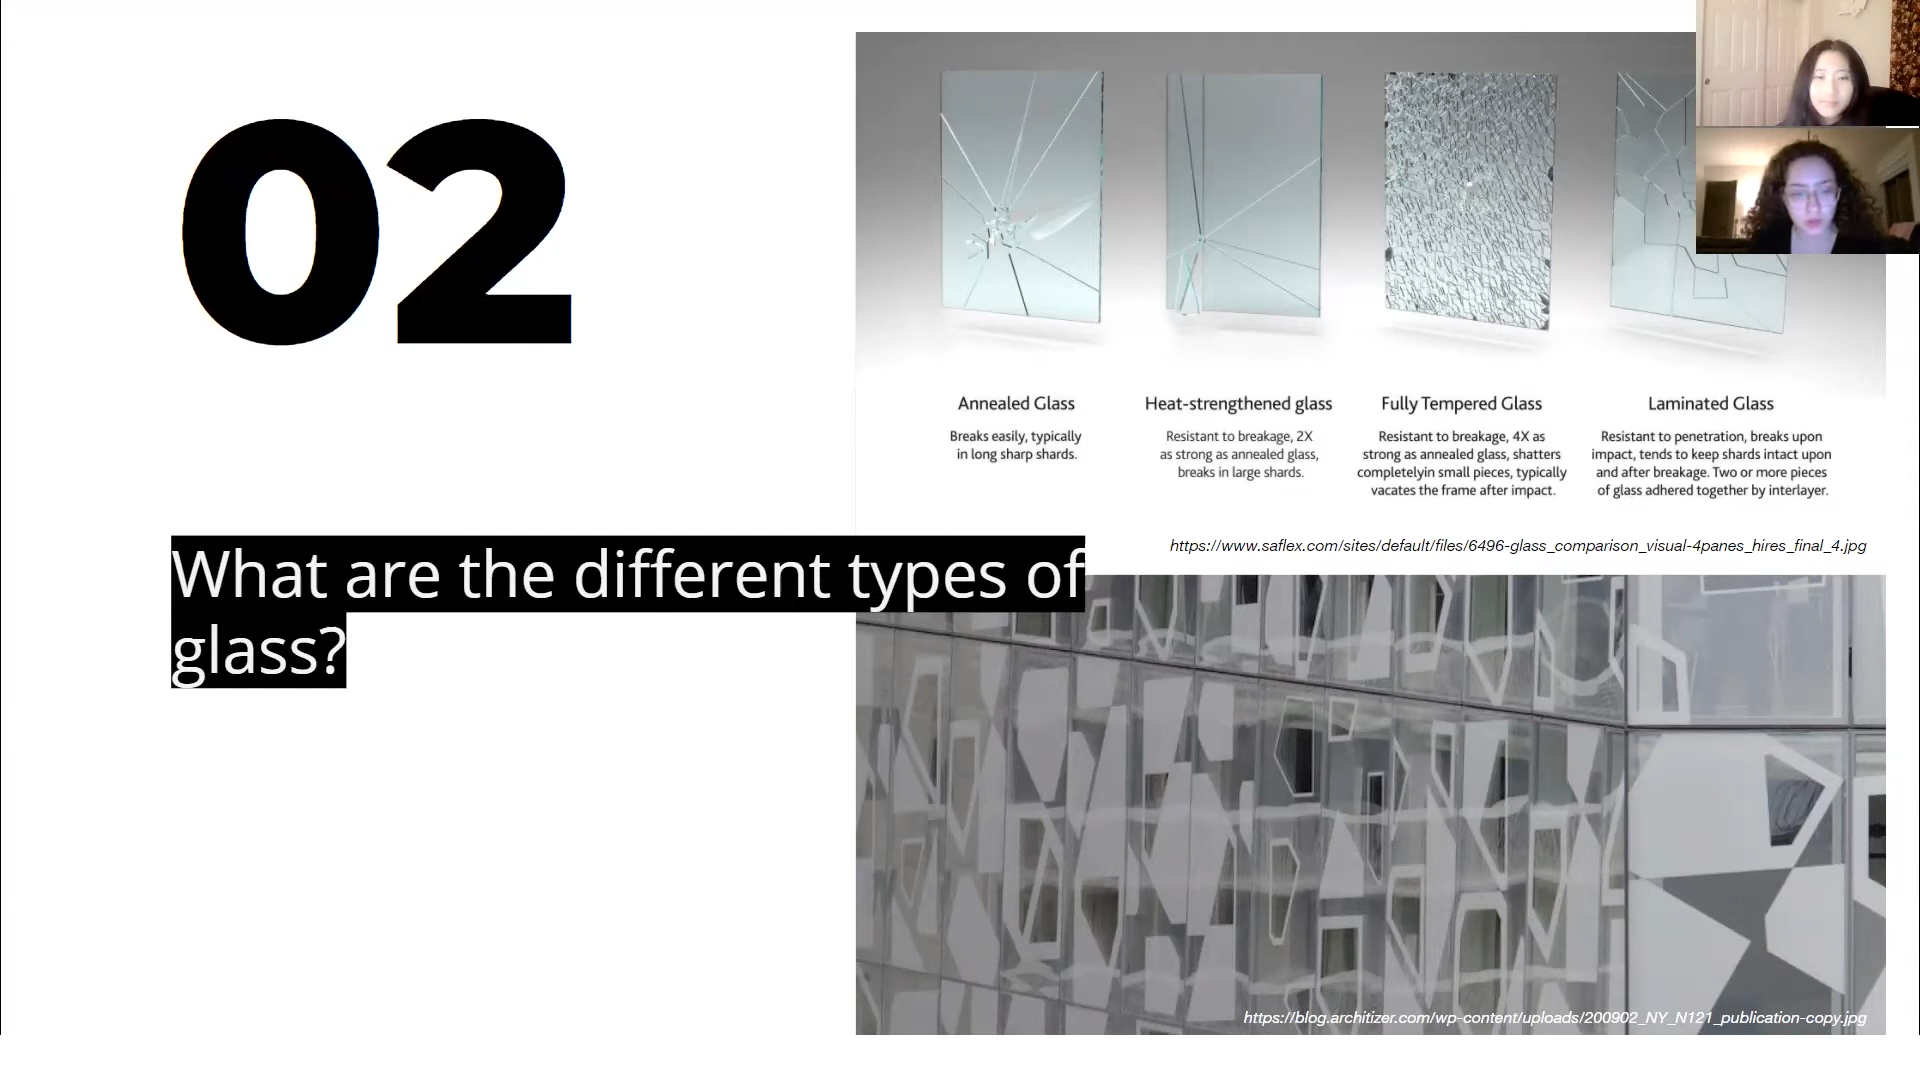 02
What are the different types of
glass?
Annealed Glass
Breaks easily, typically
in long sharp shards.
Heat-strengthened glass
Resistant to breakage, 2X
as strong as annealed glass,
breaks in large shards.
Fully Tempered Glass
Resistant to breakage, 4X as
strong as annealed glass, shatters
completelyin small pieces, typically
vacates the frame after impact.
Laminated Glass
Resistant to penetration, breaks upon
impact, tends to keep shards intact upon
and after breakage. Two or more pieces
of glass adhered together by interlayer.
https://www.saflex.com/sites/default/files/6496-glass_comparison_visual-4panes_hires_final_4.jpg
https://blog.architizer.com/wp-content/uploads/200902_NY_N121_publication-copy.jpg